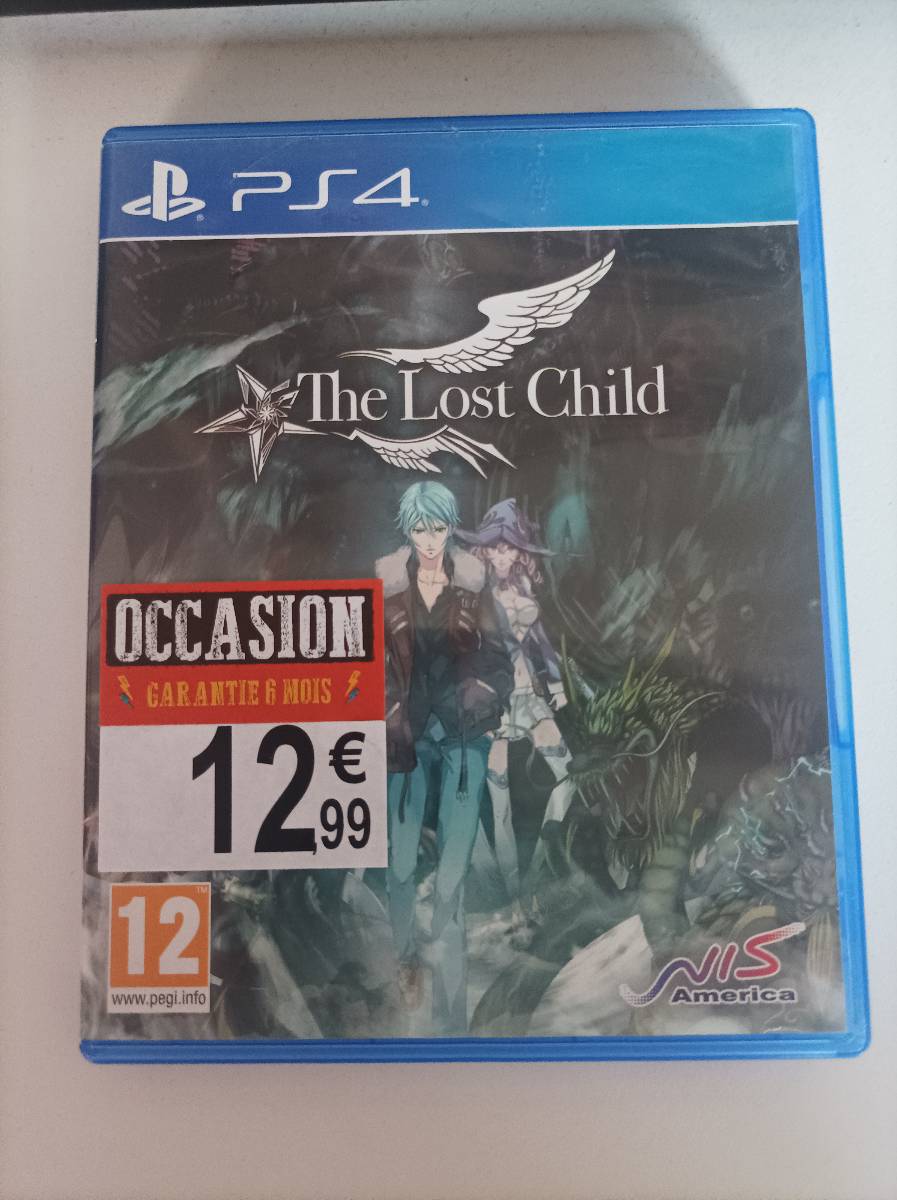 PS4
The Lost Child
OCCASION
GARANTIE 6 MOIS
12,99 €
12
www.pegi.info
NIS
America